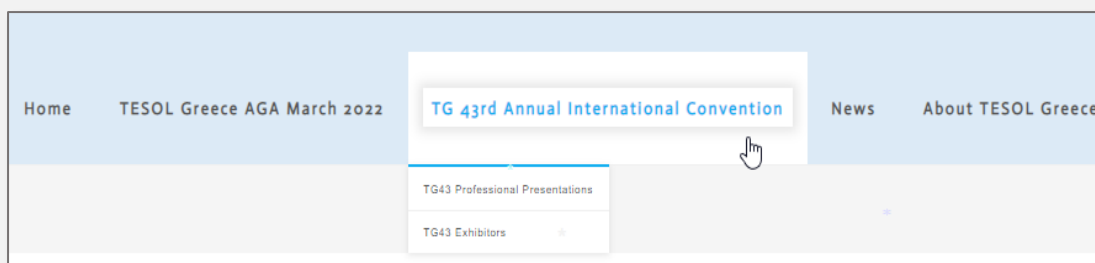 Home TESOL Greece AGA March 2022 TG 43rd Annual International Convention News About TESOL Greece
TG43 Professional Presentations
TG43 Exhibitors